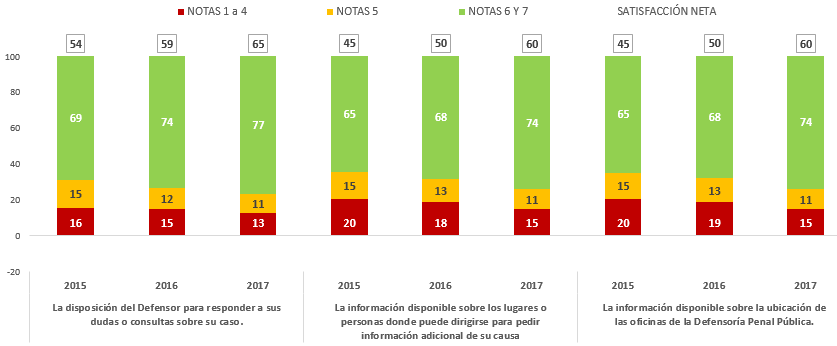 NOTAS 1 a 4 NOTAS 5 NOTAS 6 Y 7 SATISFACCIÓN NETA
54 59 65 45 50 60 45 50 60
100
80
60
40
20
0
-20
69 74 77 65 68 74 65 68 74
15 12 11 15 13 11 15 13 11
16 15 13 20 18 15 20 19 15
2015 2016 2017 2015 2016 2017 2015 2016 2017
La disposición del Defensor para responder a sus
dudas o consultas sobre su caso.
La información disponible sobre los lugares o
personas donde puede dirigirse para pedir
información adicional de su causa
La información disponible sobre la ubicación de
las oficinas de la Defensoría Penal Pública.